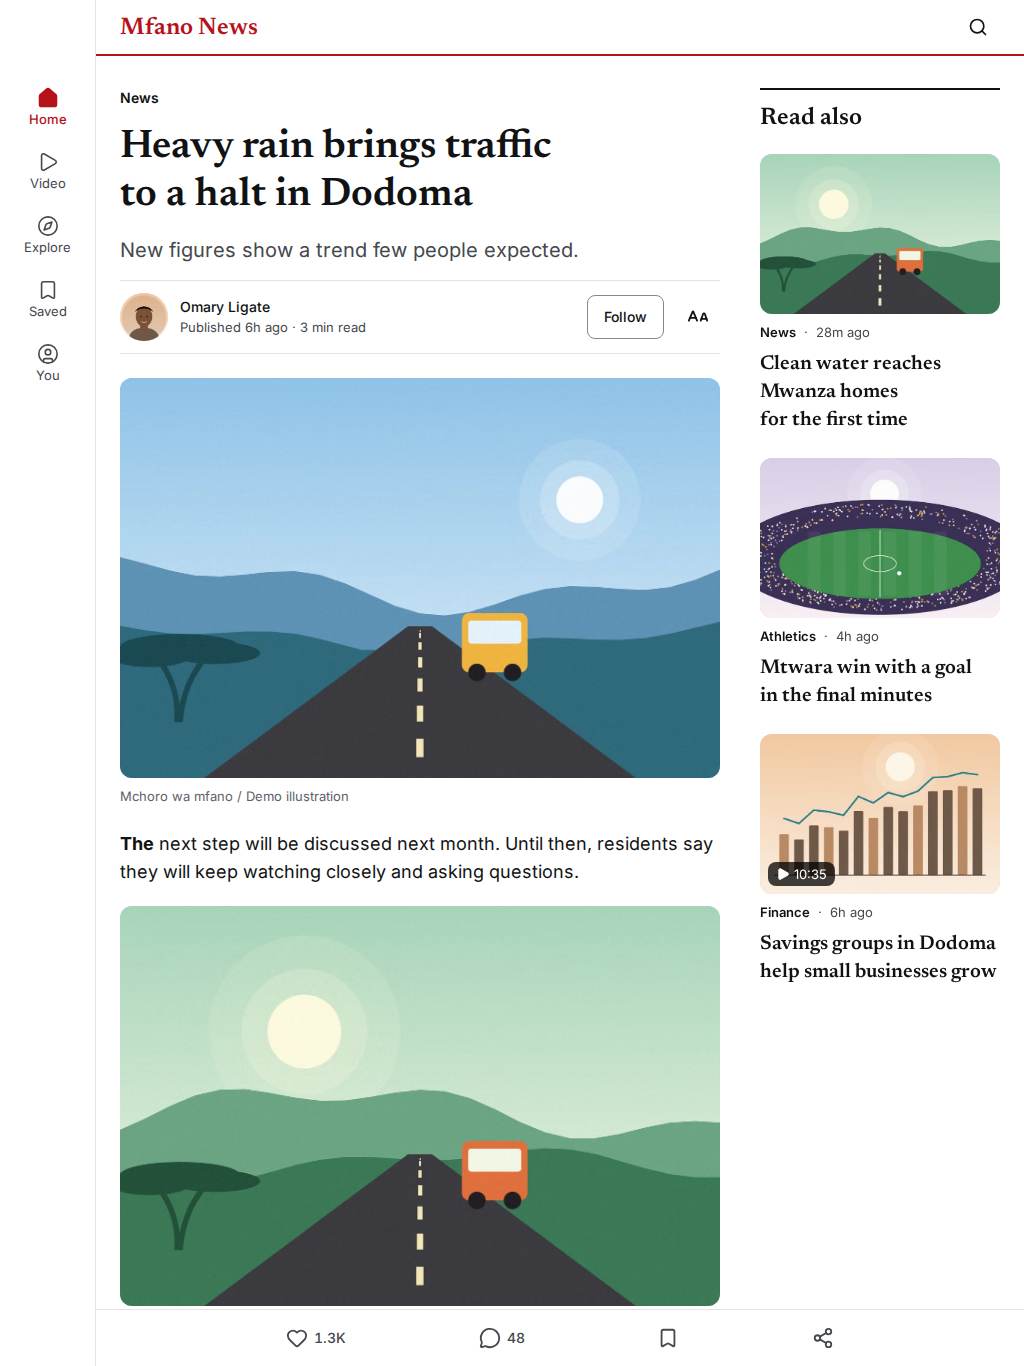 Mfano News
Home
Video
Explore
Saved
You
News
Heavy rain brings traffic
to a halt in Dodoma
New figures show a trend few people expected.
Omary Ligate
Published 6h ago · 3 min read
Follow
AA
Mchoro wa mfano / Demo illustration
The next step will be discussed next month. Until then, residents say
they will keep watching closely and asking questions.
Read also
News · 28m ago
Clean water reaches
Mwanza homes
for the first time
Athletics · 4h ago
Mtwara win with a goal
in the final minutes
10:35
Finance · 6h ago
Savings groups in Dodoma
help small businesses grow
1.3K
48